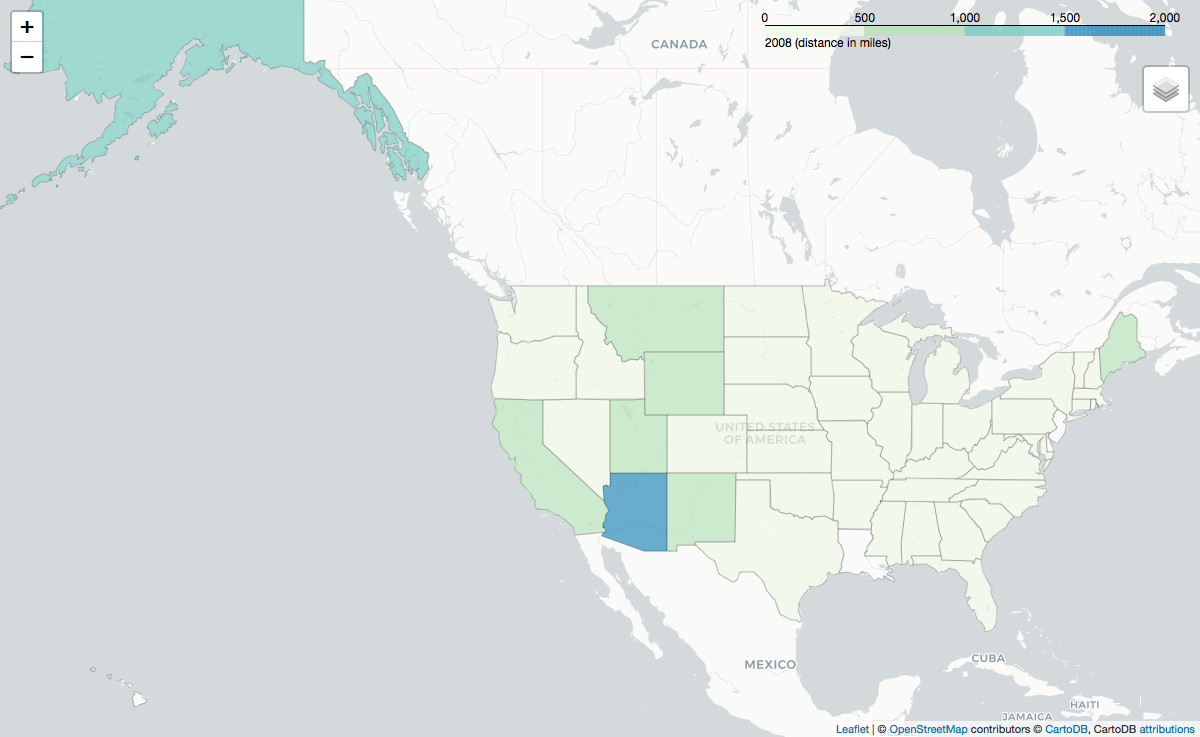 +
−
0 500 1,000 1,500 2,000
2008 (distance in miles)
CANADA
UNITED STATES
OF AMERICA
MEXICO
CUBA
HAITI
JAMAICA
Leaflet | © OpenStreetMap contributors © CartoDB, CartoDB attributions